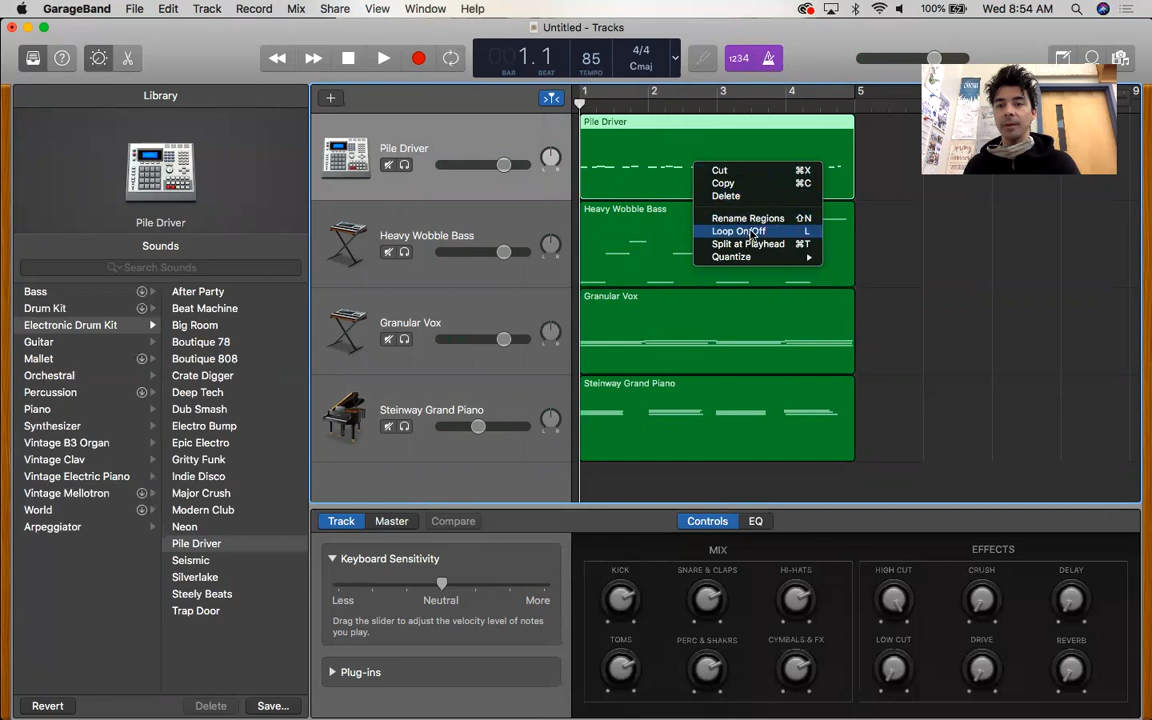 GarageBand File Edit Track Record Mix Share View Window Help 100% Wed 8:54 AM
Untitled - Tracks
1.1 85 4/4 Cmaj
BAR BEAT TEMPO
1234
Library
Pile Driver
Sounds
Search Sounds
Bass
Drum Kit
Electronic Drum Kit
Guitar
Mallet
Orchestral
Percussion
Piano
Synthesizer
Vintage B3 Organ
Vintage Clav
Vintage Electric Piano
Vintage Mellotron
World
Arpeggiator
After Party
Beat Machine
Big Room
Boutique 78
Boutique 808
Crate Digger
Deep Tech
Dub Smash
Electro Bump
Epic Electro
Gritty Funk
Indie Disco
Major Crush
Modern Club
Neon
Pile Driver
Seismic
Silverlake
Steely Beats
Trap Door
Revert Delete Save...
1 2 3 4 5 9
Pile Driver
L R
Heavy Wobble Bass
L R
Granular Vox
L R
Steinway Grand Piano
L R
Pile Driver
Heavy Wobble Bass
Granular Vox
Steinway Grand Piano
Cut ⌘X
Copy ⌘C
Delete
Rename Regions ⇧N
Loop On/Off L
Split at Playhead ⌘T
Quantize
Track Master Compare Controls EQ
Keyboard Sensitivity
Less Neutral More
Drag the slider to adjust the velocity level of notes
you play.
Plug-ins
MIX
KICK SNARE & CLAPS HI-HATS
TOMS PERC & SHAKRS CYMBALS & FX
EFFECTS
HIGH CUT CRUSH DELAY
LOW CUT DRIVE REVERB